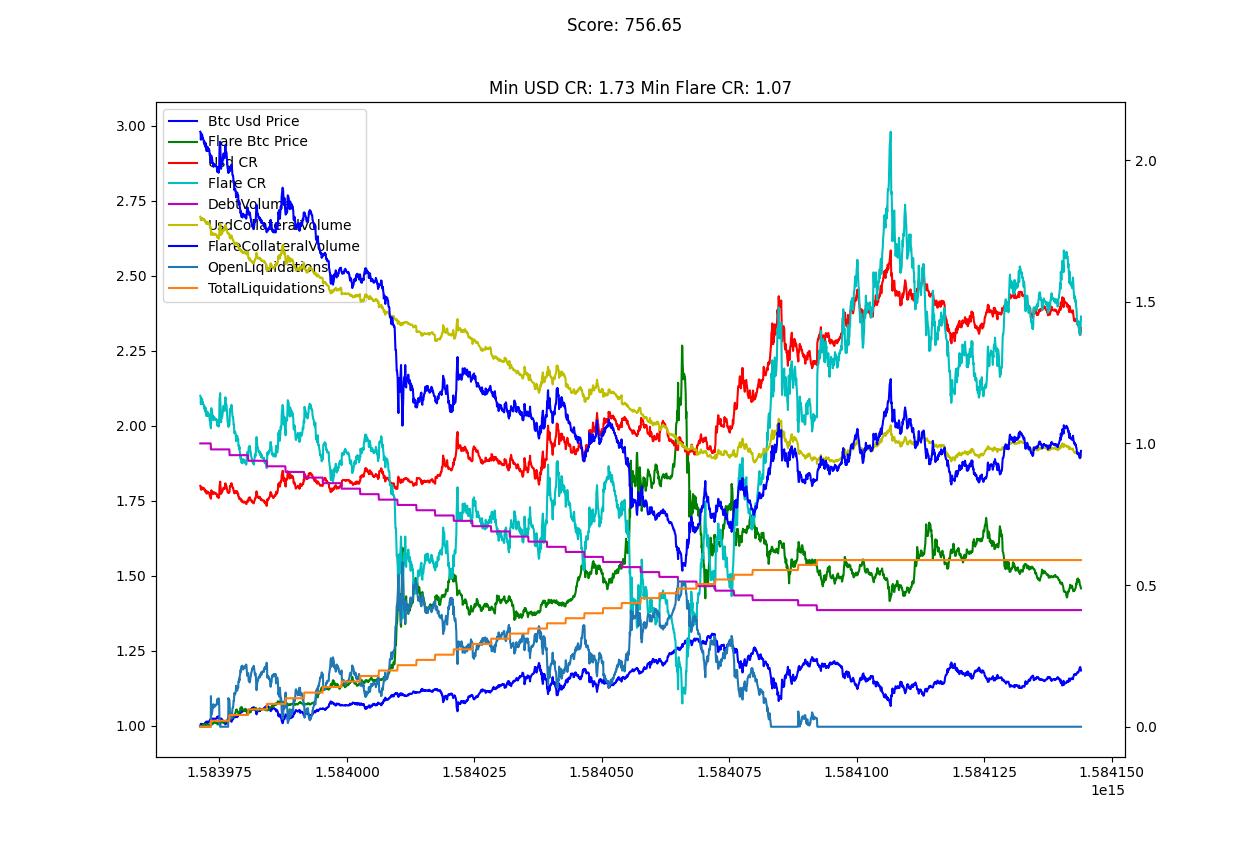 Score: 756.65
Min USD CR: 1.73 Min Flare CR: 1.07
Btc Usd Price
Flare Btc Price
Usd CR
Flare CR
DebtVolume
UsdCollateralVolume
FlareCollateralVolume
OpenLiquidations
TotalLiquidations
3.00
2.75
2.50
2.25
2.00
1.75
1.50
1.25
1.00
2.0
1.5
1.0
0.5
0.0
1.583975
1.584000
1.584025
1.584050
1.584075
1.584100
1.584125
1.584150
1e15